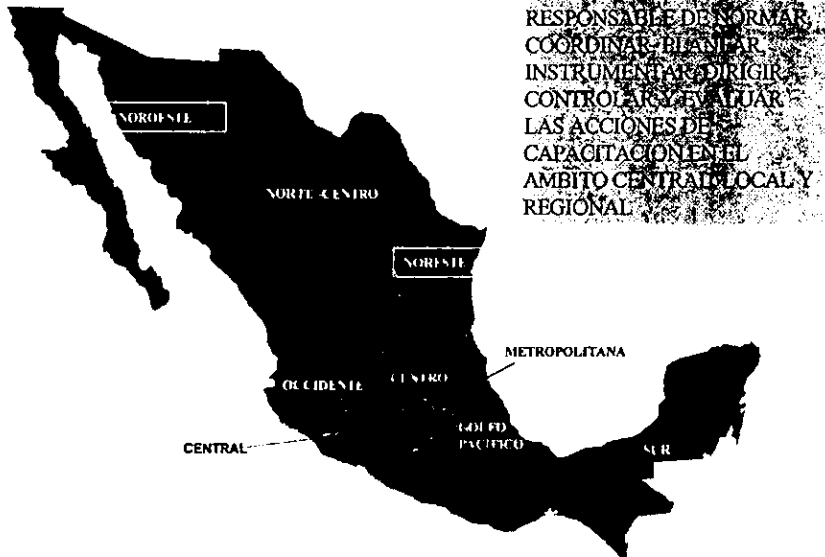 RESPONSABLE DE NORMAR,
COORDINAR, PLANEAR,
INSTRUMENTAR, DIRIGIR,
CONTROLAR Y EVALUAR
LAS ACCIONES DE
CAPACITACION EN EL
AMBITO CENTRAL, LOCAL Y
REGIONAL
NOROESTE
NORTE-CENTRO
NORESTE
METROPOLITANA
OCCIDENTE
CENTRO
GOLFO
PACIFICO
CENTRAL
SUR